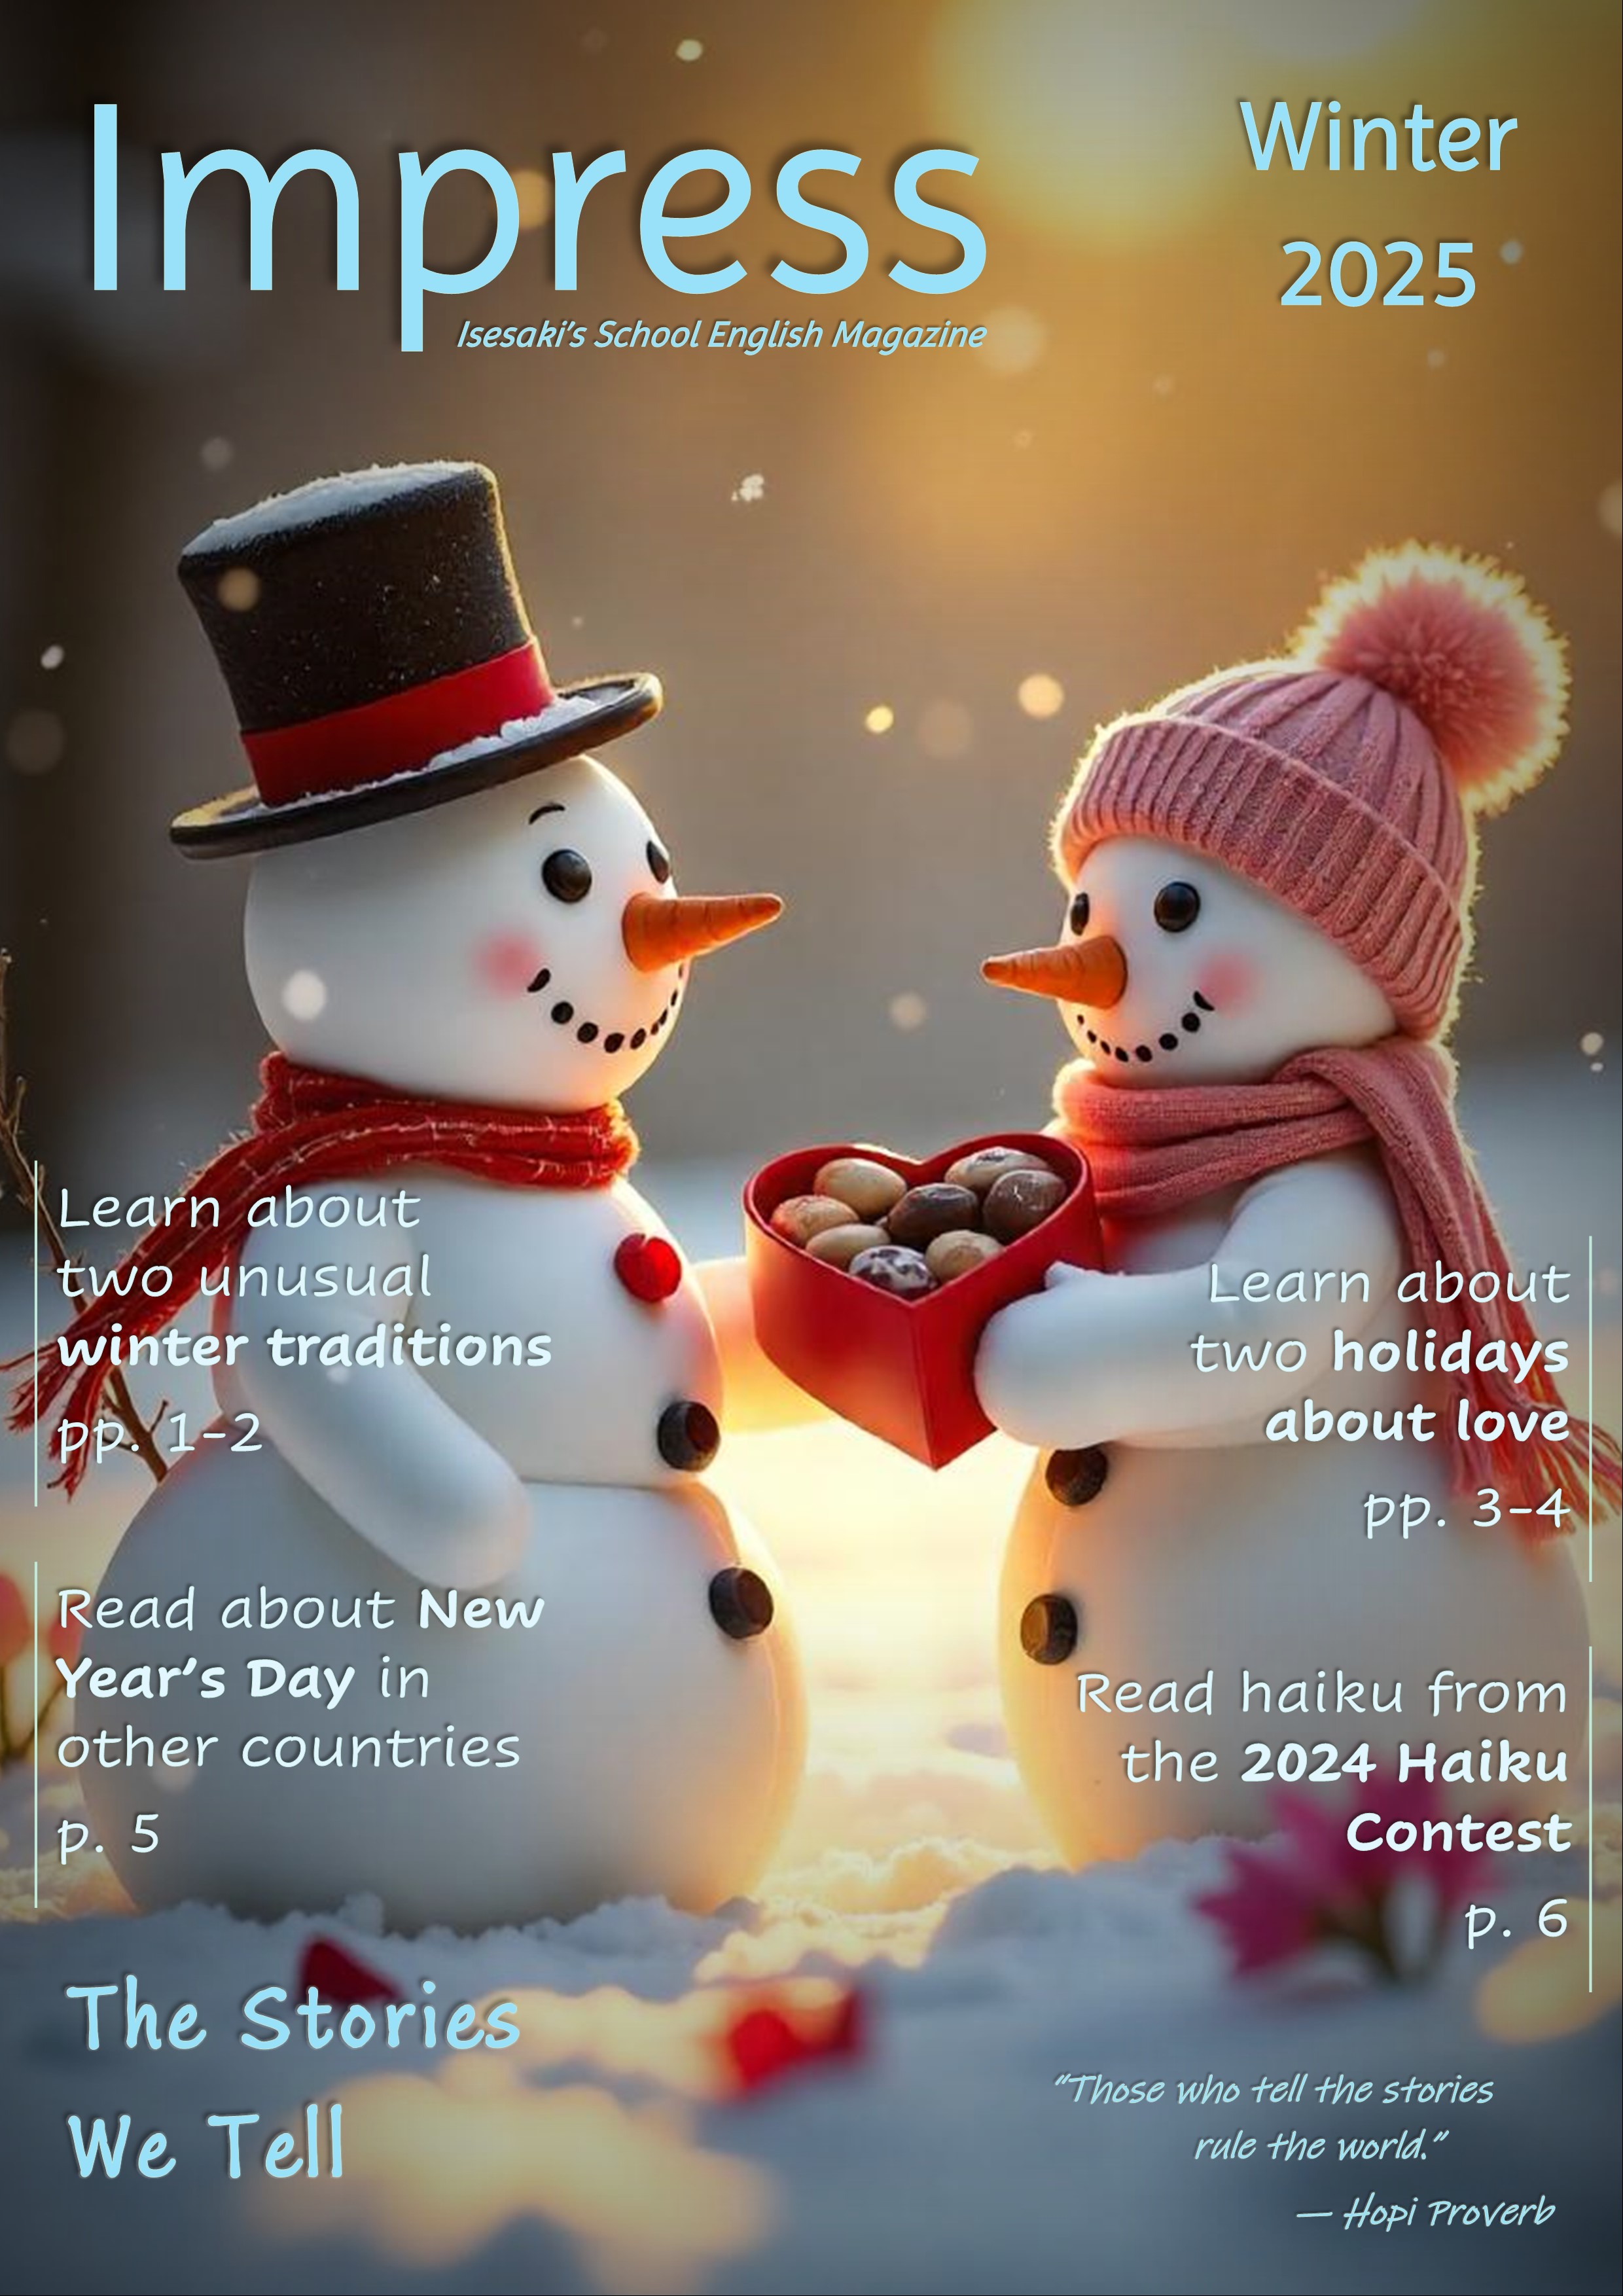 Impress
Isesaki's School English Magazine
Winter
2025
Learn about
two unusual
winter traditions
pp. 1-2
Learn about
two holidays
about love
pp. 3-4
Read about New
Year's Day in
other countries
p. 5
Read haiku from
the 2024 Haiku
Contest
p. 6
The Stories
We Tell
"Those who tell the stories
rule the world."
— Hopi Proverb